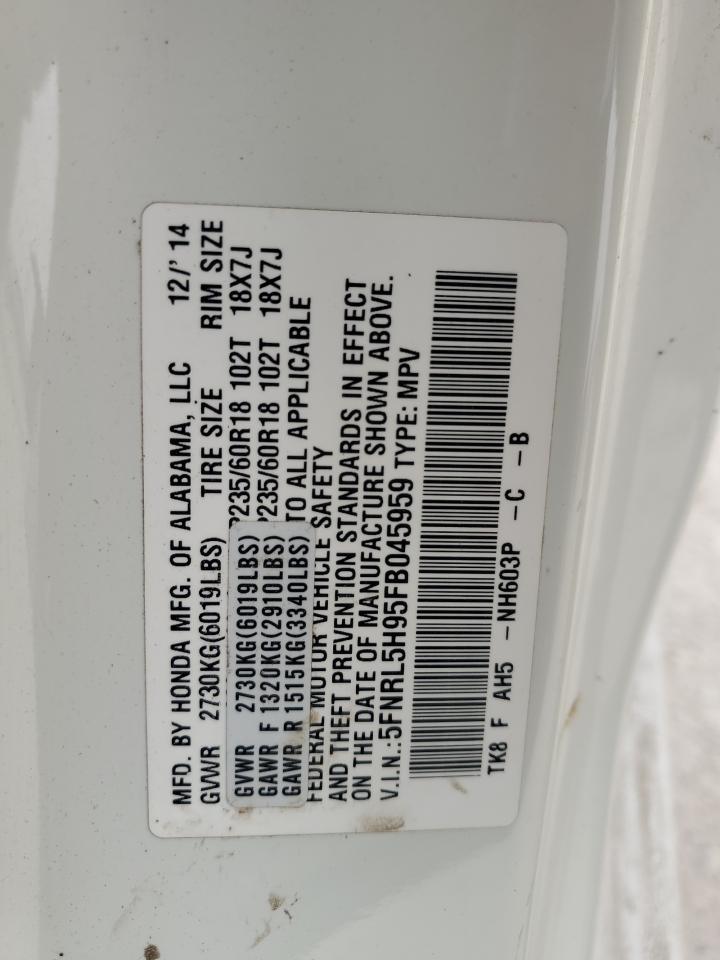 MFD. BY HONDA MFG. OF ALABAMA, LLC 12/' 14
GVWR 2730KG(6019LBS) TIRE SIZE RIM SIZE
GVWR 2730KG(6019LBS) P235/60R18 102T 18X7J
GAWR F 1320KG(2910LBS) P235/60R18 102T 18X7J
GAWR R 1515KG(3340LBS) TO ALL APPLICABLE
FEDERAL MOTOR VEHICLE SAFETY
AND THEFT PREVENTION STANDARDS IN EFFECT
ON THE DATE OF MANUFACTURE SHOWN ABOVE.
V.I.N.:5FNRL5H95FB045959 TYPE: MPV
TK8 F AH5 -NH603P -C -B